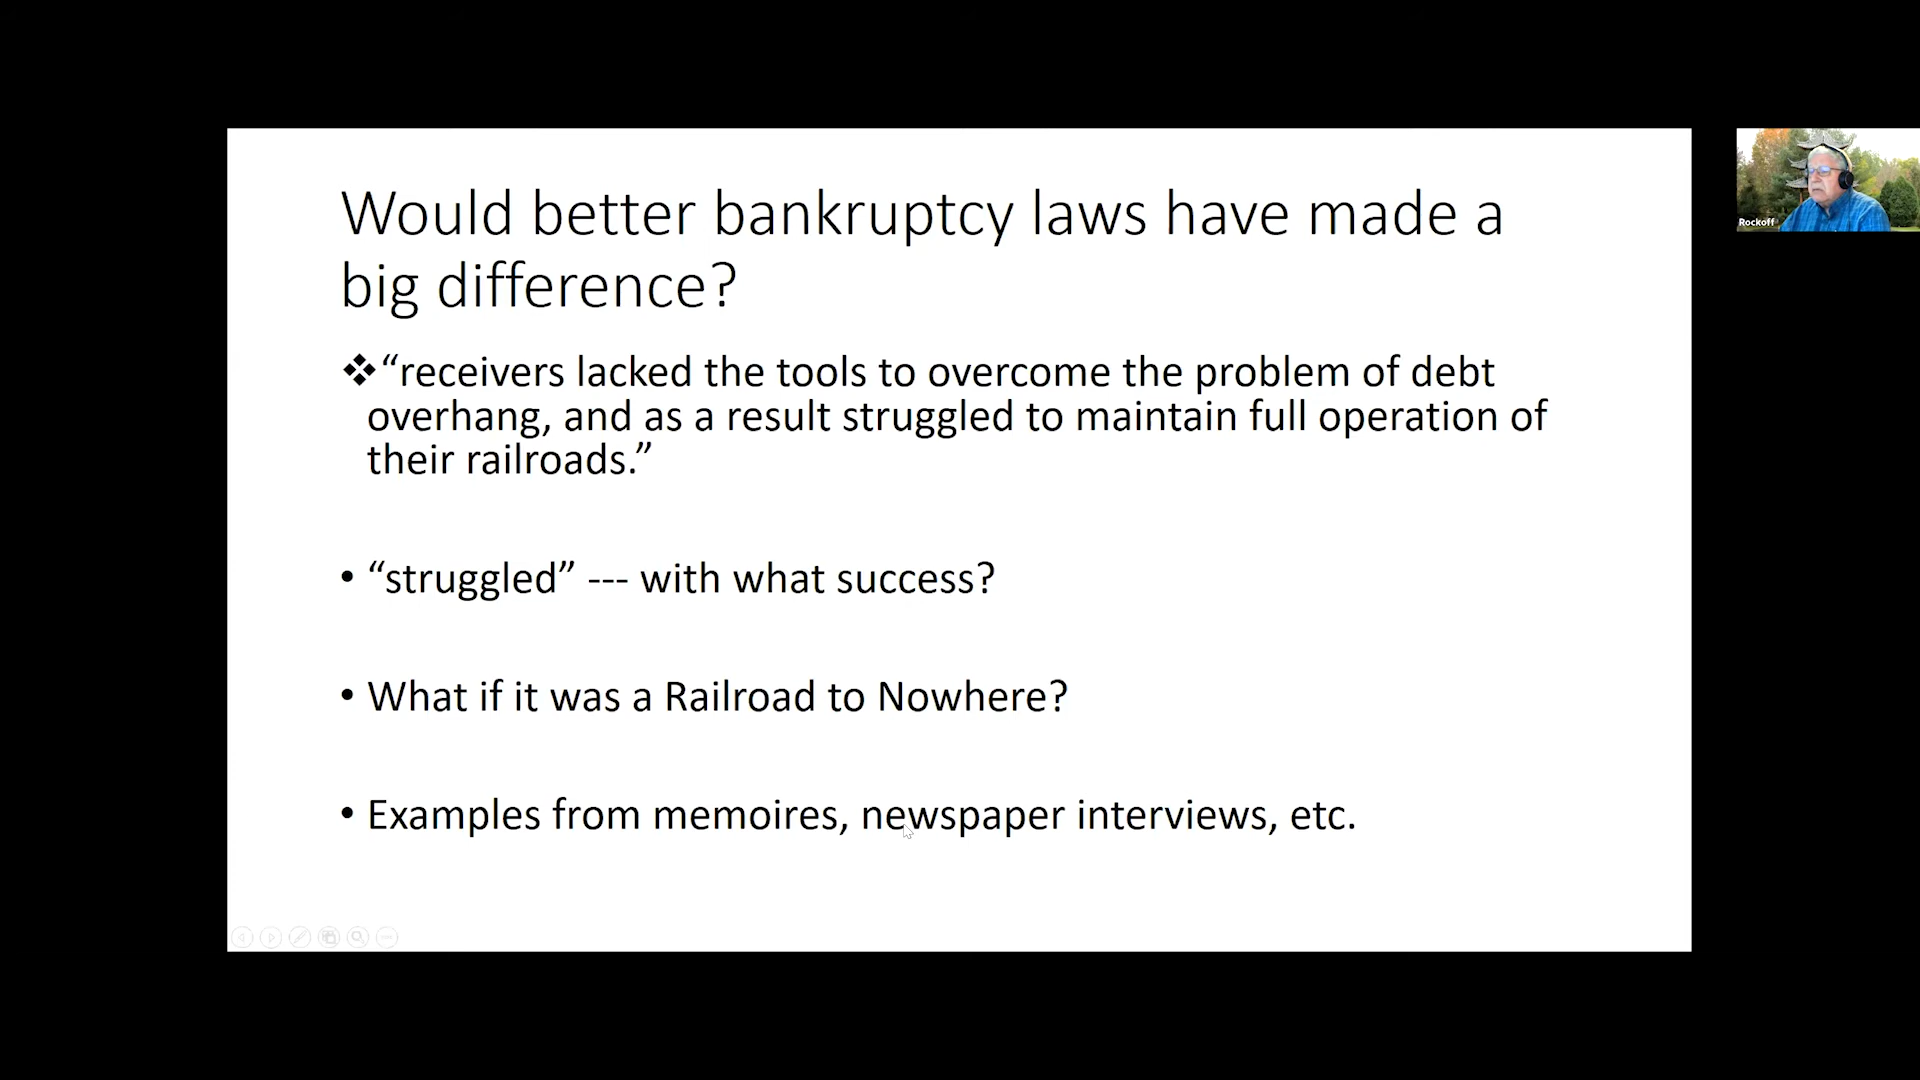 Would better bankruptcy laws have made a
big difference?
❖“receivers lacked the tools to overcome the problem of debt
overhang, and as a result struggled to maintain full operation of
their railroads.”
• “struggled” --- with what success?
• What if it was a Railroad to Nowhere?
• Examples from memoires, newspaper interviews, etc.
Rockoff